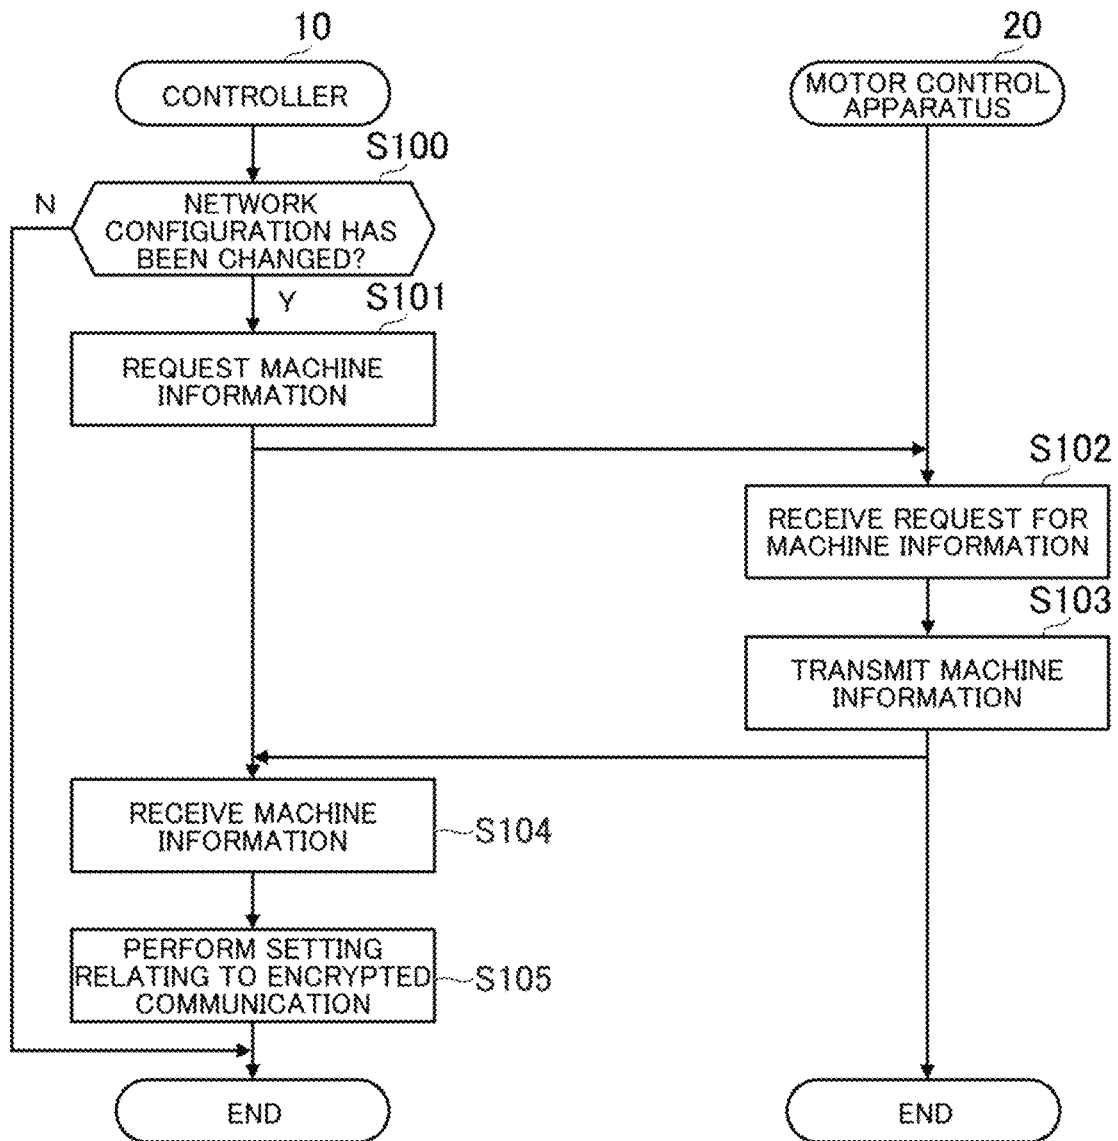 10
20
CONTROLLER
MOTOR CONTROL
APPARATUS
S100
N
NETWORK
CONFIGURATION HAS
BEEN CHANGED?
Y
S101
REQUEST MACHINE
INFORMATION
S102
RECEIVE REQUEST FOR
MACHINE INFORMATION
S103
TRANSMIT MACHINE
INFORMATION
RECEIVE MACHINE
INFORMATION
S104
PERFORM SETTING
RELATING TO ENCRYPTED
COMMUNICATION
S105
END
END